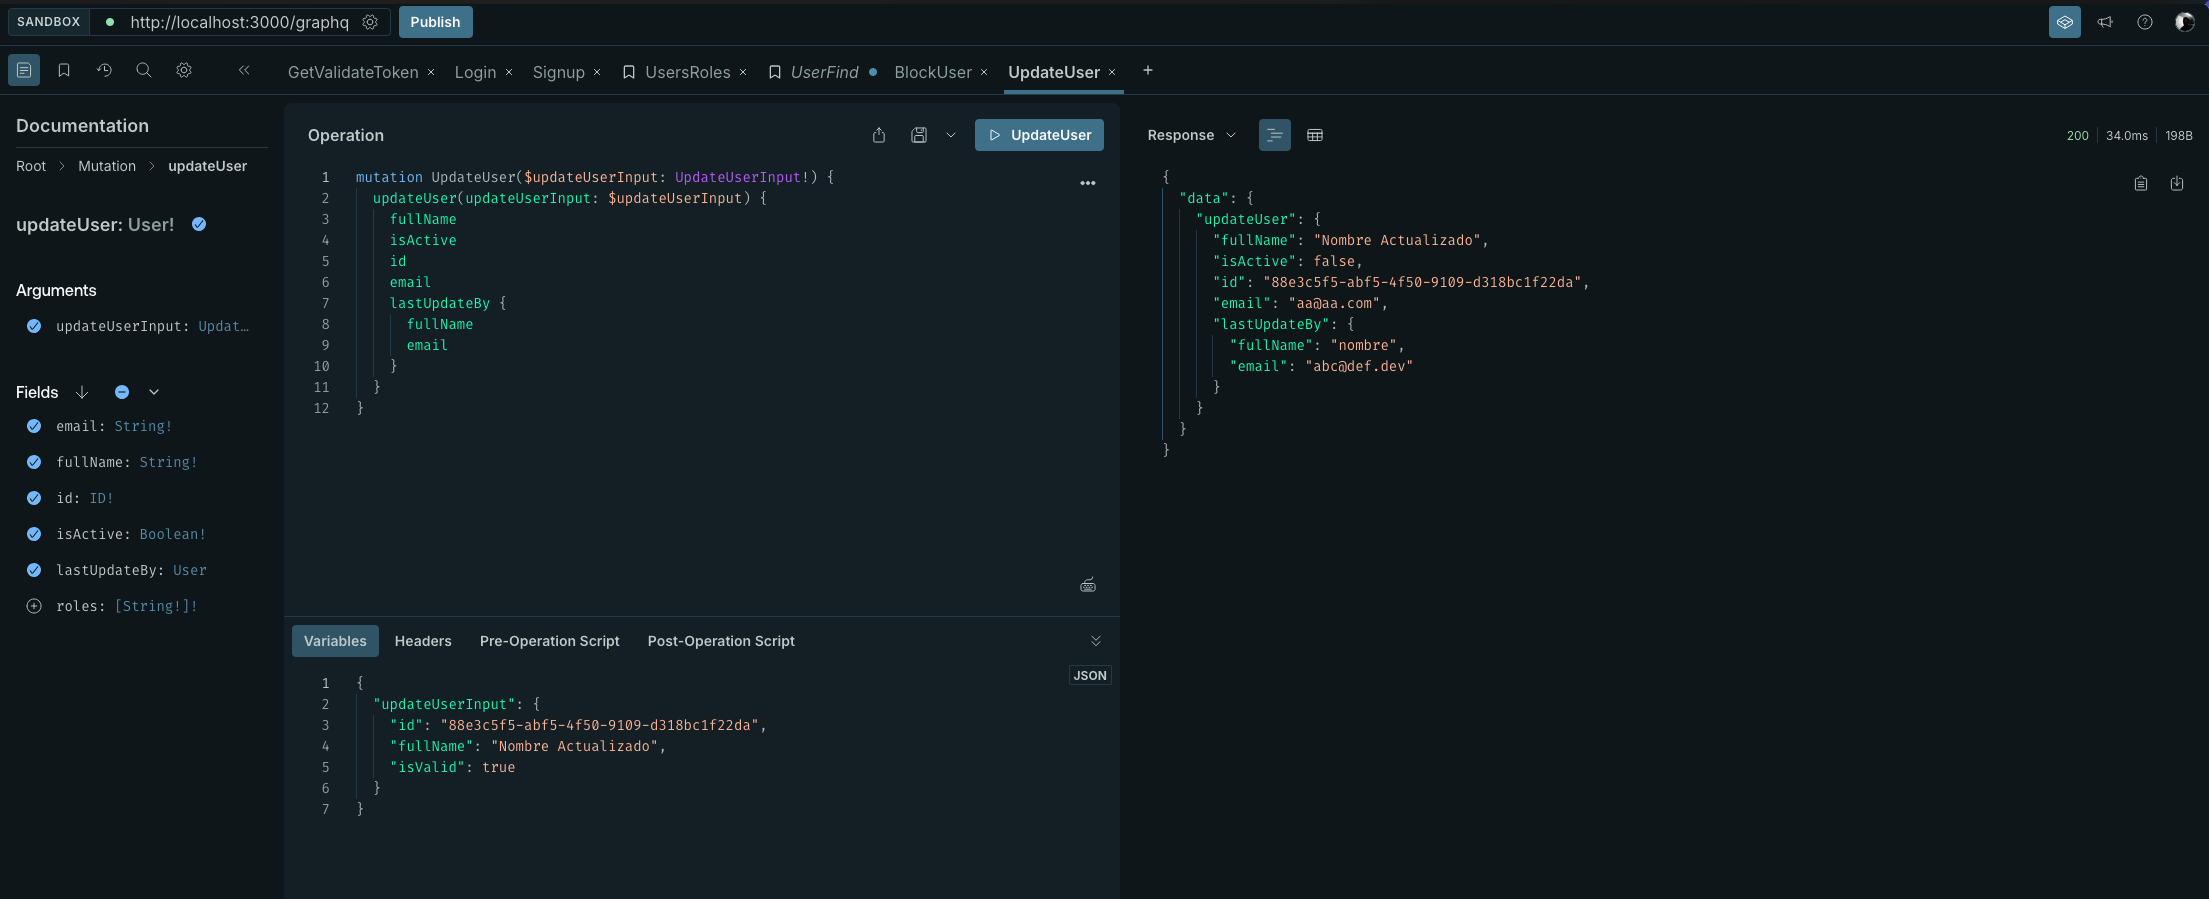 SANDBOX http://localhost:3000/graphq Publish
GetValidateToken × Login × Signup × UsersRoles × UserFind BlockUser × UpdateUser × +
Documentation
Root > Mutation > updateUser
updateUser: User!
Arguments
updateUserInput: Updat…
Fields
email: String!
fullName: String!
id: ID!
isActive: Boolean!
lastUpdateBy: User
roles: [String!]!
Operation
UpdateUser
1 mutation UpdateUser($updateUserInput: UpdateUserInput!) {
2 updateUser(updateUserInput: $updateUserInput) {
3 fullName
4 isActive
5 id
6 email
7 lastUpdateBy {
8 fullName
9 email
10 }
11 }
12 }
Variables Headers Pre-Operation Script Post-Operation Script
JSON
1 {
2 "updateUserInput": {
3 "id": "88e3c5f5-abf5-4f50-9109-d318bc1f22da",
4 "fullName": "Nombre Actualizado",
5 "isValid": true
6 }
7 }
Response
200 34.0ms 198B
{
"data": {
"updateUser": {
"fullName": "Nombre Actualizado",
"isActive": false,
"id": "88e3c5f5-abf5-4f50-9109-d318bc1f22da",
"email": "aa@aa.com",
"lastUpdateBy": {
"fullName": "nombre",
"email": "abc@def.dev"
}
}
}
}